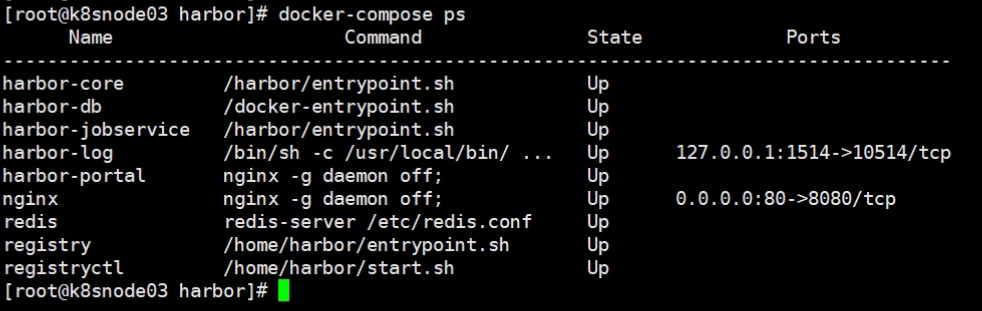 [root@k8snode03 harbor]# docker-compose ps
Name Command State Ports
--------------------------------------------------------------------------------------
harbor-core /harbor/entrypoint.sh Up
harbor-db /docker-entrypoint.sh Up
harbor-jobservice /harbor/entrypoint.sh Up
harbor-log /bin/sh -c /usr/local/bin/ ... Up 127.0.0.1:1514->10514/tcp
harbor-portal nginx -g daemon off; Up
nginx nginx -g daemon off; Up 0.0.0.0:80->8080/tcp
redis redis-server /etc/redis.conf Up
registry /home/harbor/entrypoint.sh Up
registryctl /home/harbor/start.sh Up
[root@k8snode03 harbor]#